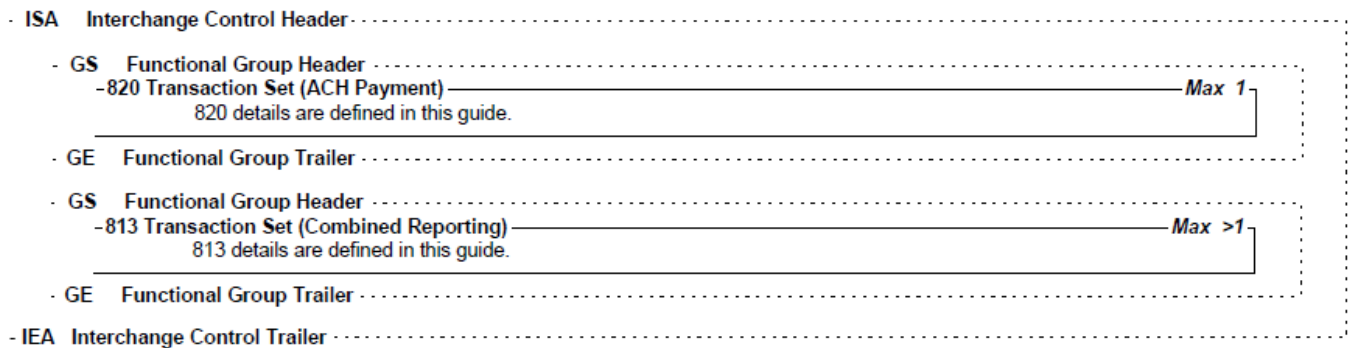 - ISA Interchange Control Header
- GS Functional Group Header
-820 Transaction Set (ACH Payment) Max 1
820 details are defined in this guide.
- GE Functional Group Trailer
- GS Functional Group Header
-813 Transaction Set (Combined Reporting) Max >1
813 details are defined in this guide.
- GE Functional Group Trailer
- IEA Interchange Control Trailer